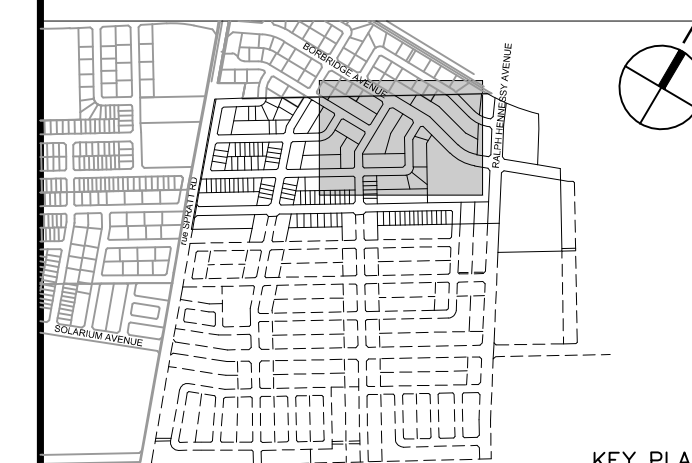 BORBRIDGE AVENUE
RALPH HENNESSY AVENUE
rue SPRATT RD
SOLARIUM AVENUE
KEY PLA